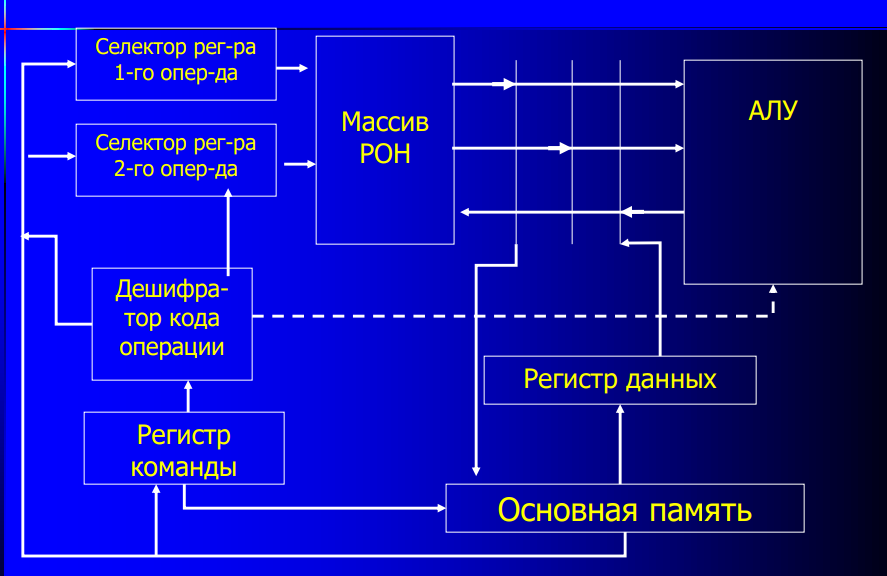 Селектор рег-ра
1-го опер-да
Селектор рег-ра
2-го опер-да
Массив
РОН
АЛУ
Дешифра-
тор кода
операции
Регистр данных
Регистр
команды
Основная память